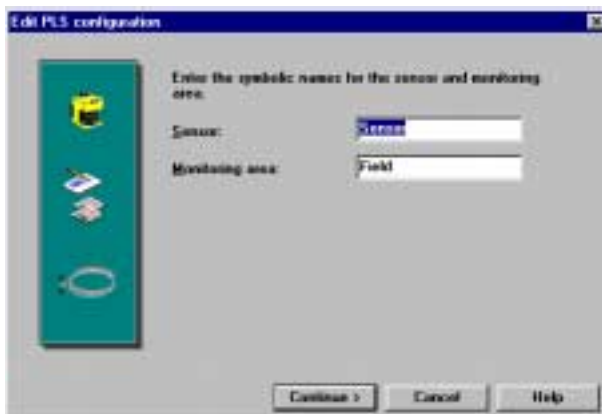 Edit PLS configuration
Enter the symbolic names for the sensor and monitoring
area.
Sensor:
Sensor
Monitoring area:
Field
Continue >
Cancel
Help